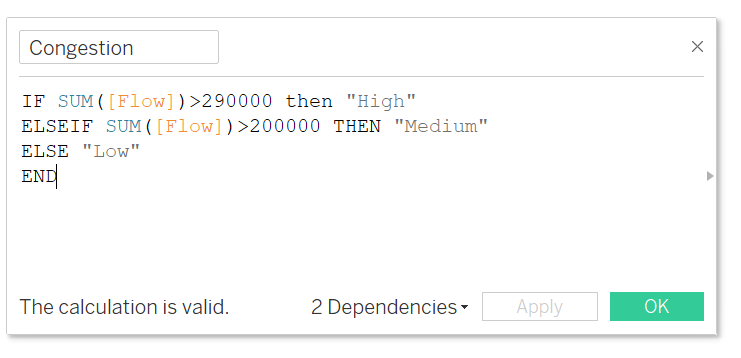 Congestion
IF SUM([Flow])>290000 then "High"
ELSEIF SUM([Flow])>200000 THEN "Medium"
ELSE "Low"
END
The calculation is valid. 2 Dependencies Apply OK